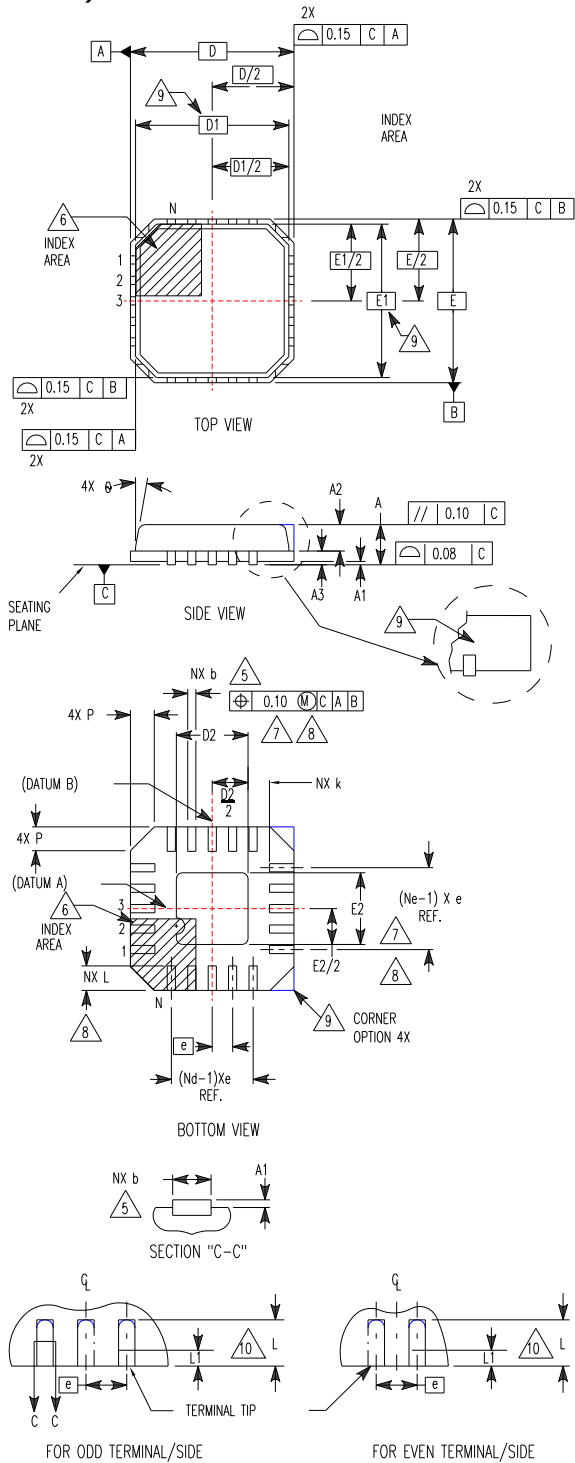 2X
⌓ 0.15 C A
A
D
D/2
9
D1
INDEX
AREA
D1/2
2X
⌓ 0.15 C B
N
6
INDEX
AREA
1
2
3
E1/2
E/2
E1
E
9
⌓ 0.15 C B
2X
B
⌓ 0.15 C A
2X
TOP VIEW
4X θ
A2
A
// 0.10 C
⌓ 0.08 C
C
SEATING
PLANE
A3
A1
SIDE VIEW
9
NX b
5
⌖ 0.10 Ⓜ C A B
4X P
D2
7
8
(DATUM B)
D2
2
NX k
4X P
(DATUM A)
6
INDEX
AREA
3
2
1
E2
(Ne-1) X e
REF.
7
E2/2
8
NX L
8
N
9
CORNER
OPTION 4X
e
(Nd-1)Xe
REF.
BOTTOM VIEW
NX b
A1
5
SECTION "C-C"
℄
℄
10
L
L1
10
L
L1
e
e
C C
TERMINAL TIP
FOR ODD TERMINAL/SIDE
FOR EVEN TERMINAL/SIDE